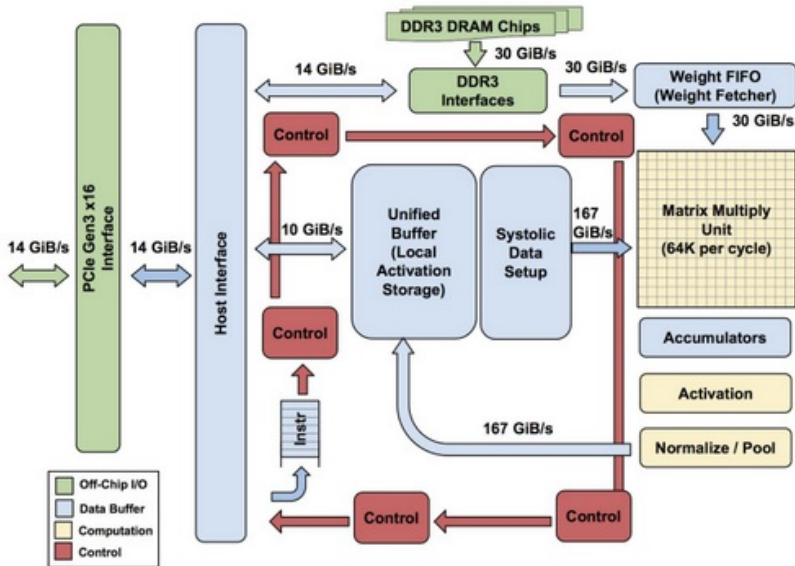 DDR3 DRAM Chips
30 GiB/s
14 GiB/s
DDR3
Interfaces
30 GiB/s
Weight FIFO
(Weight Fetcher)
30 GiB/s
Control
Control
PCIe Gen3 x16
Interface
14 GiB/s
14 GiB/s
Host Interface
10 GiB/s
Unified
Buffer
(Local
Activation
Storage)
Systolic
Data
Setup
167
GiB/s
Matrix Multiply
Unit
(64K per cycle)
Control
Accumulators
Activation
Instr
167 GiB/s
Normalize / Pool
Off-Chip I/O
Data Buffer
Computation
Control
Control
Control